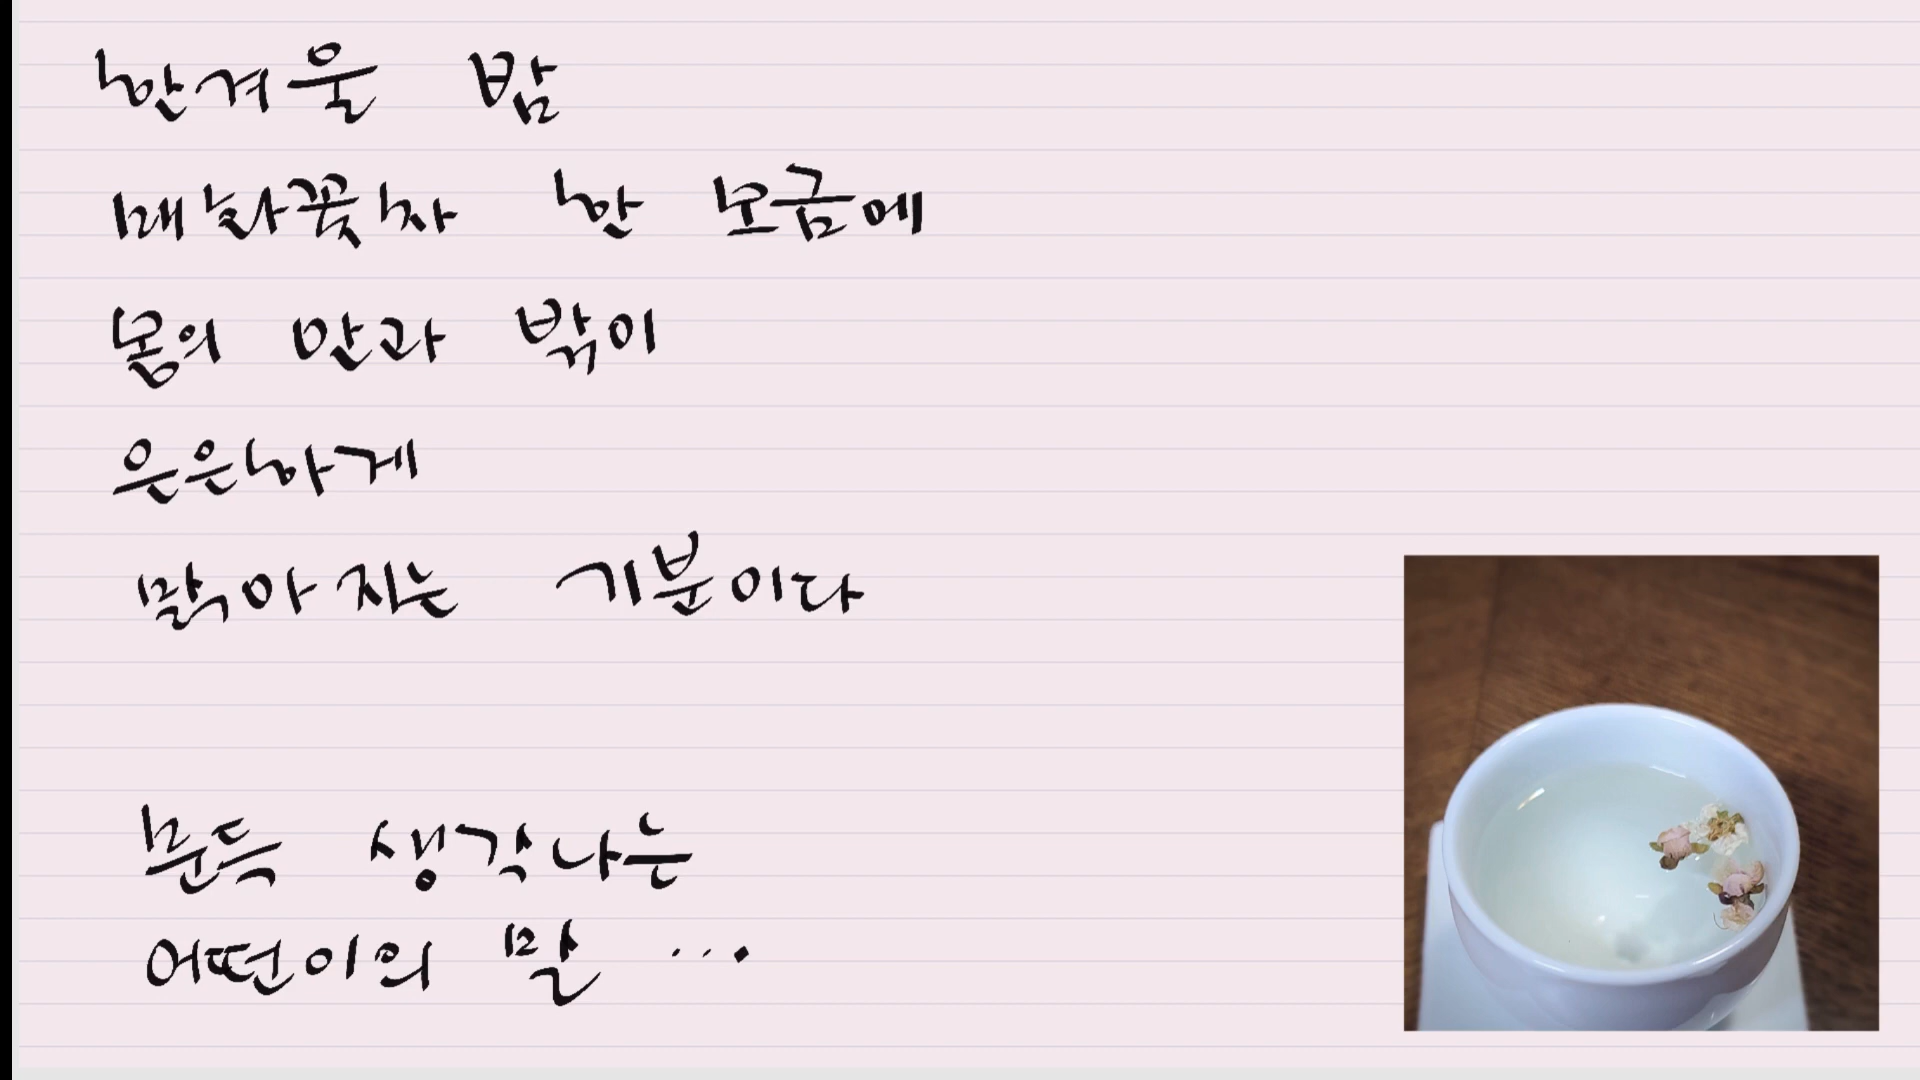 한겨울 밤
매화꽃차 한 모금에
몸의 안과 밖이
은은하게
맑아지는 기분이다
문득 생각나는
어떤이의 말 ...